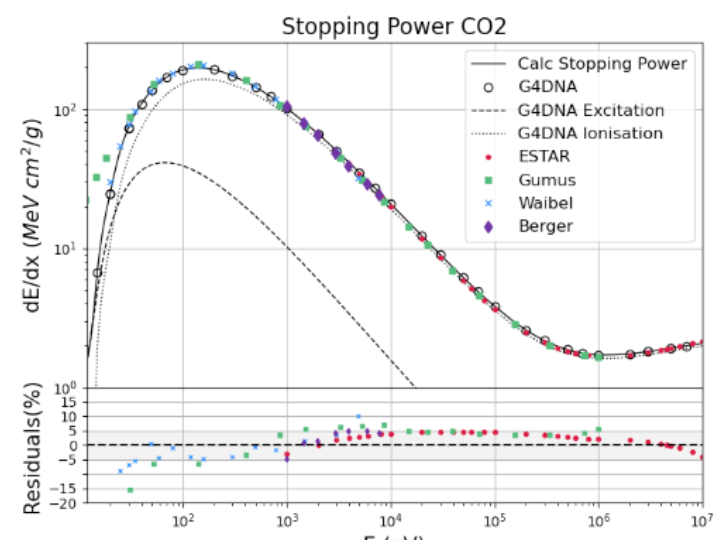 Stopping Power CO2
dE/dx (MeV cm²/g)
10²
10¹
10⁰
Calc Stopping Power
G4DNA
G4DNA Excitation
G4DNA Ionisation
ESTAR
Gumus
Waibel
Berger
Residuals(%)
15
10
5
0
−5
−15
−20
10² 10³ 10⁴ 10⁵ 10⁶ 10⁷